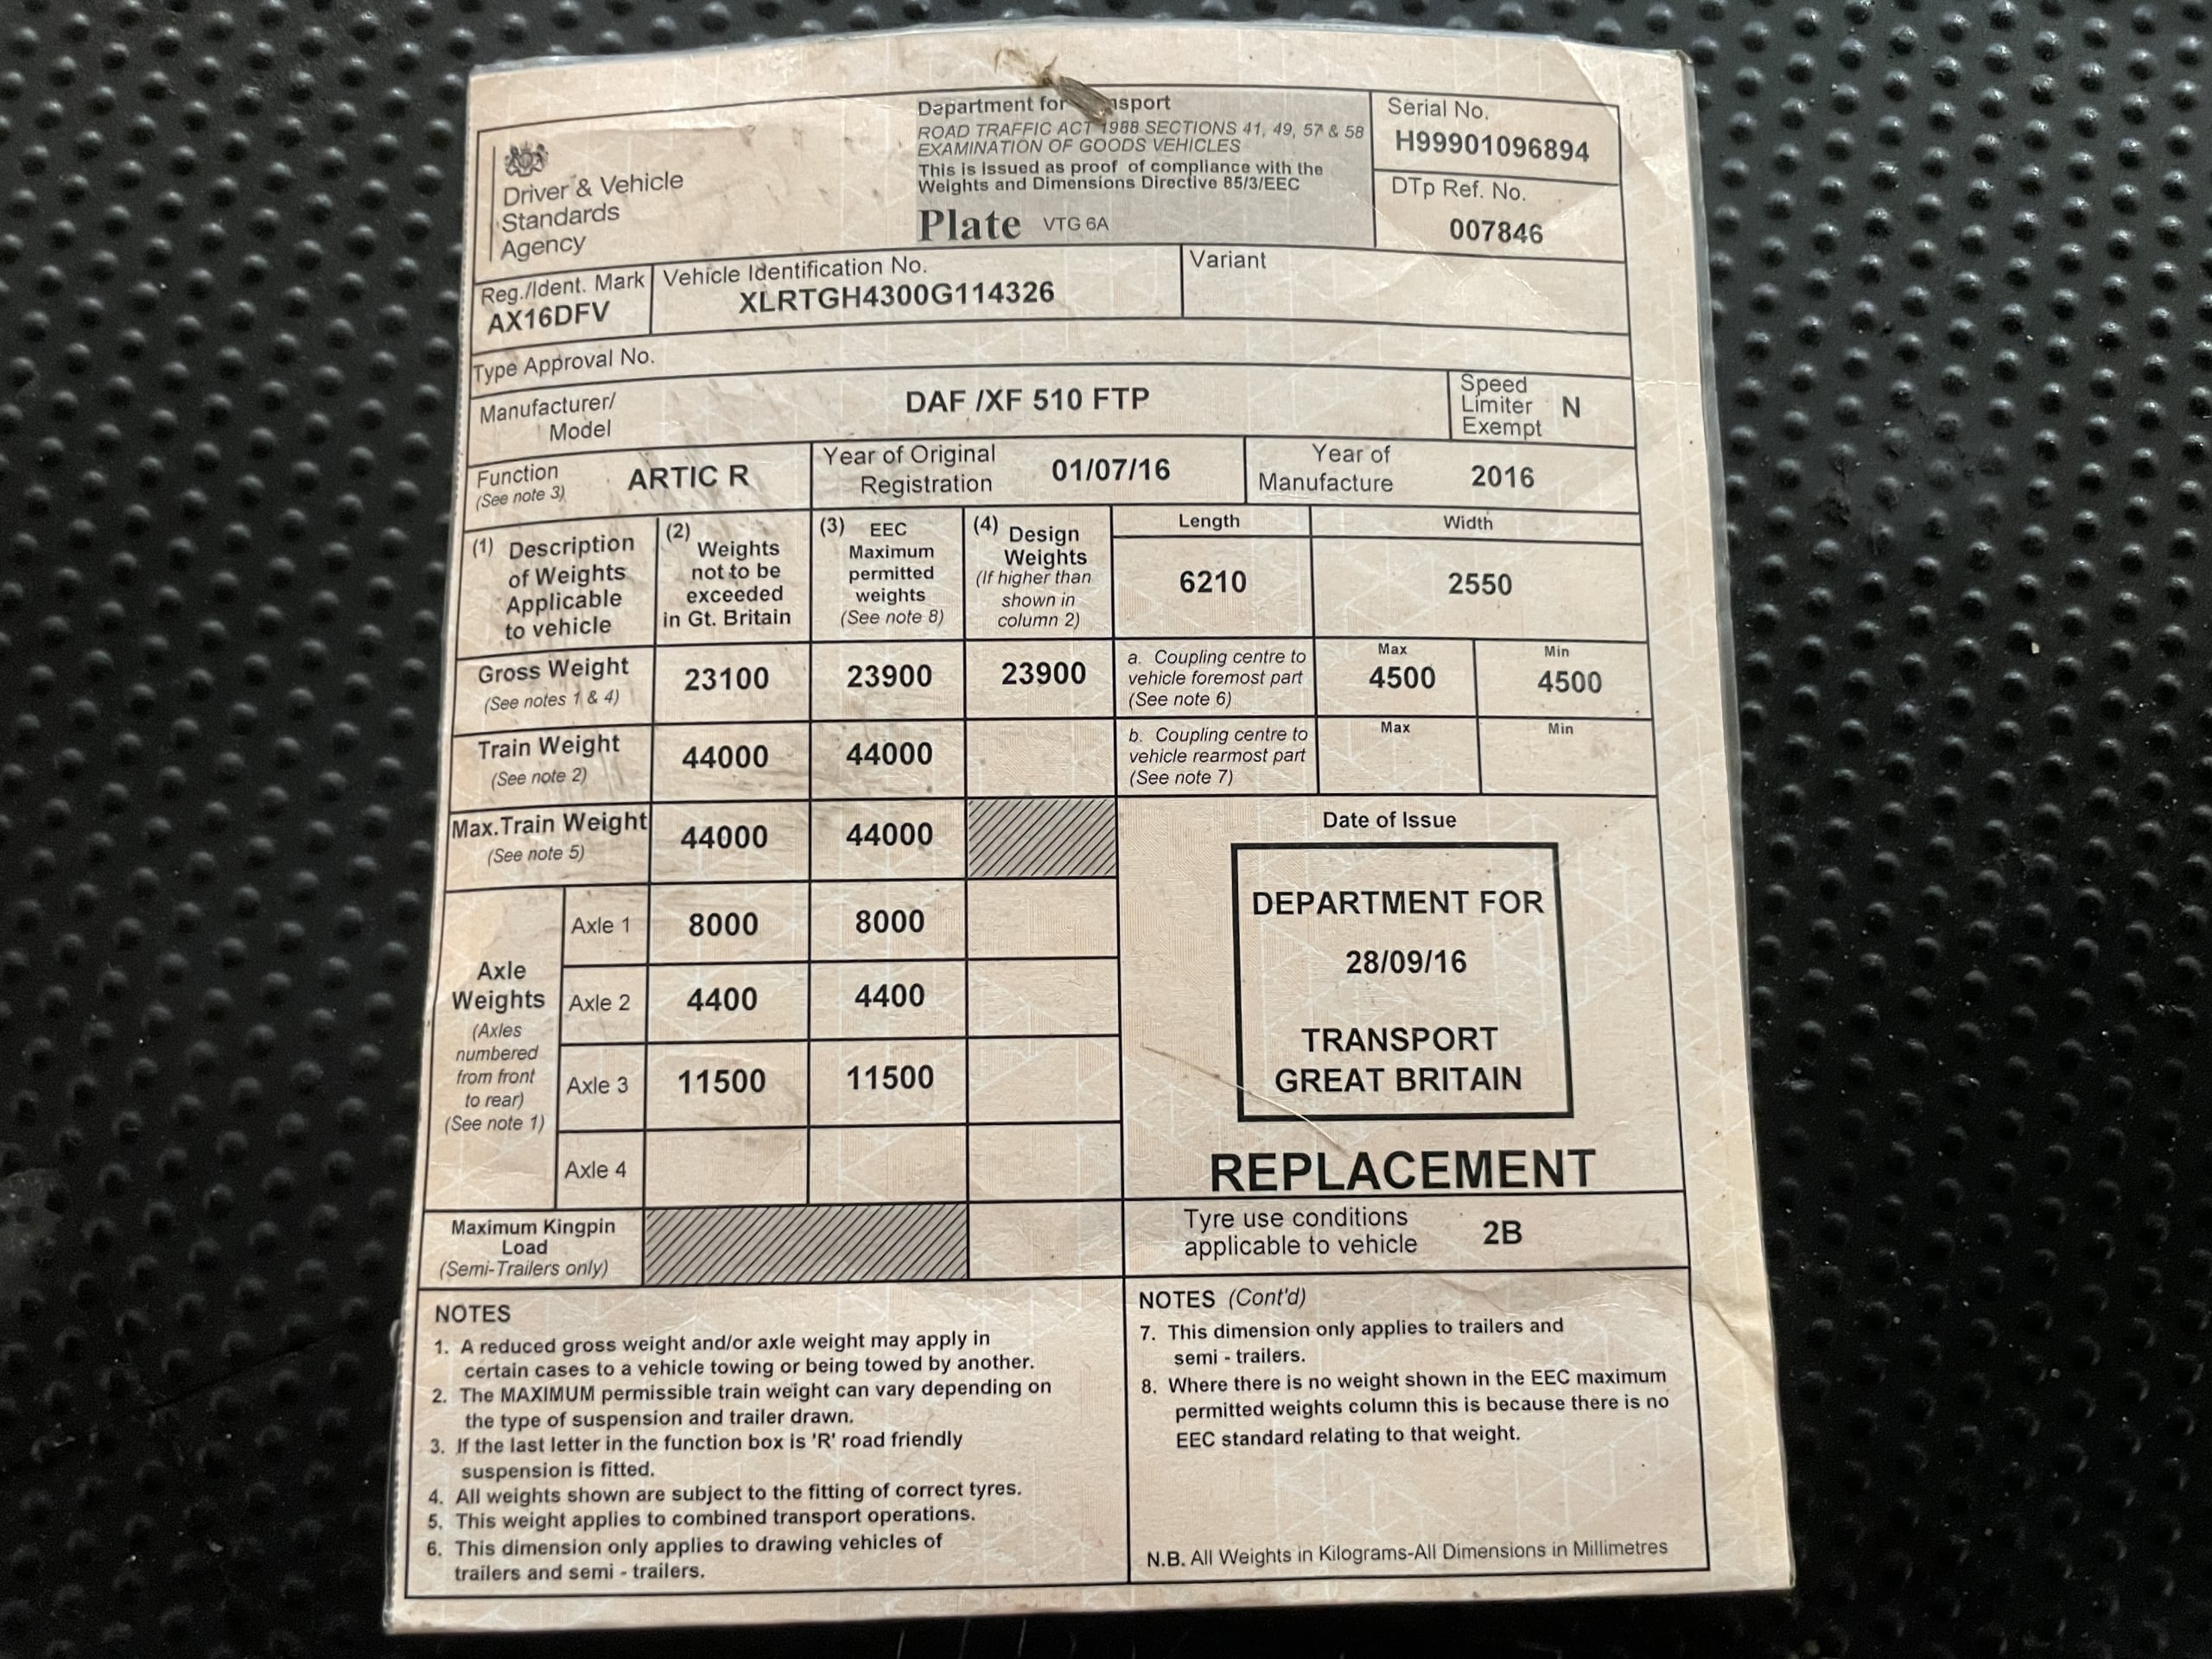 Department for nsport
ROAD TRAFFIC ACT 1988 SECTIONS 41, 49, 57 & 58
EXAMINATION OF GOODS VEHICLES
This is Issued as proof of compliance with the
Weights and Dimensions Directive 85/3/EEC
Plate VTG 6A
Serial No.
H99901096894
DTp Ref. No.
007846
Driver & Vehicle
Standards
Agency
Reg./Ident. Mark
AX16DFV
Vehicle Identification No.
XLRTGH4300G114326
Variant
Type Approval No.
Manufacturer/
Model
DAF /XF 510 FTP
Speed
Limiter
Exempt
N
Function
(See note 3)
ARTIC R
Year of Original
Registration
01/07/16
Year of
Manufacture
2016
(1) Description
of Weights
Applicable
to vehicle
(2) Weights
not to be
exceeded
in Gt. Britain
(3) EEC
Maximum
permitted
weights
(See note 8)
(4) Design
Weights
(If higher than
shown in
column 2)
Length
6210
Width
2550
Gross Weight
(See notes 1 & 4)
23100
23900
23900
a. Coupling centre to
vehicle foremost part
(See note 6)
Max
4500
Min
4500
Train Weight
(See note 2)
44000
44000
b. Coupling centre to
vehicle rearmost part
(See note 7)
Max
Min
Max.Train Weight
(See note 5)
44000
44000
Date of Issue
DEPARTMENT FOR
28/09/16
TRANSPORT
GREAT BRITAIN
REPLACEMENT
Axle
Weights
(Axles
numbered
from front
to rear)
(See note 1)
Axle 1
8000
8000
Axle 2
4400
4400
Axle 3
11500
11500
Axle 4
Maximum Kingpin
Load
(Semi-Trailers only)
Tyre use conditions
applicable to vehicle
2B
NOTES
1. A reduced gross weight and/or axle weight may apply in
certain cases to a vehicle towing or being towed by another.
2. The MAXIMUM permissible train weight can vary depending on
the type of suspension and trailer drawn.
3. If the last letter in the function box is 'R' road friendly
suspension is fitted.
4. All weights shown are subject to the fitting of correct tyres.
5. This weight applies to combined transport operations.
6. This dimension only applies to drawing vehicles of
trailers and semi - trailers.
NOTES (Cont'd)
7. This dimension only applies to trailers and
semi - trailers.
8. Where there is no weight shown in the EEC maximum
permitted weights column this is because there is no
EEC standard relating to that weight.
N.B. All Weights in Kilograms-All Dimensions in Millimetres